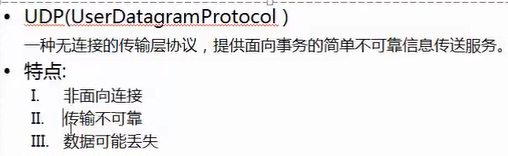 • UDP(UserDatagramProtocol )
一种无连接的传输层协议，提供面向事务的简单不可靠信息传送服务。
• 特点:
I. 非面向连接
II. 传输不可靠
III. 数据可能丢失